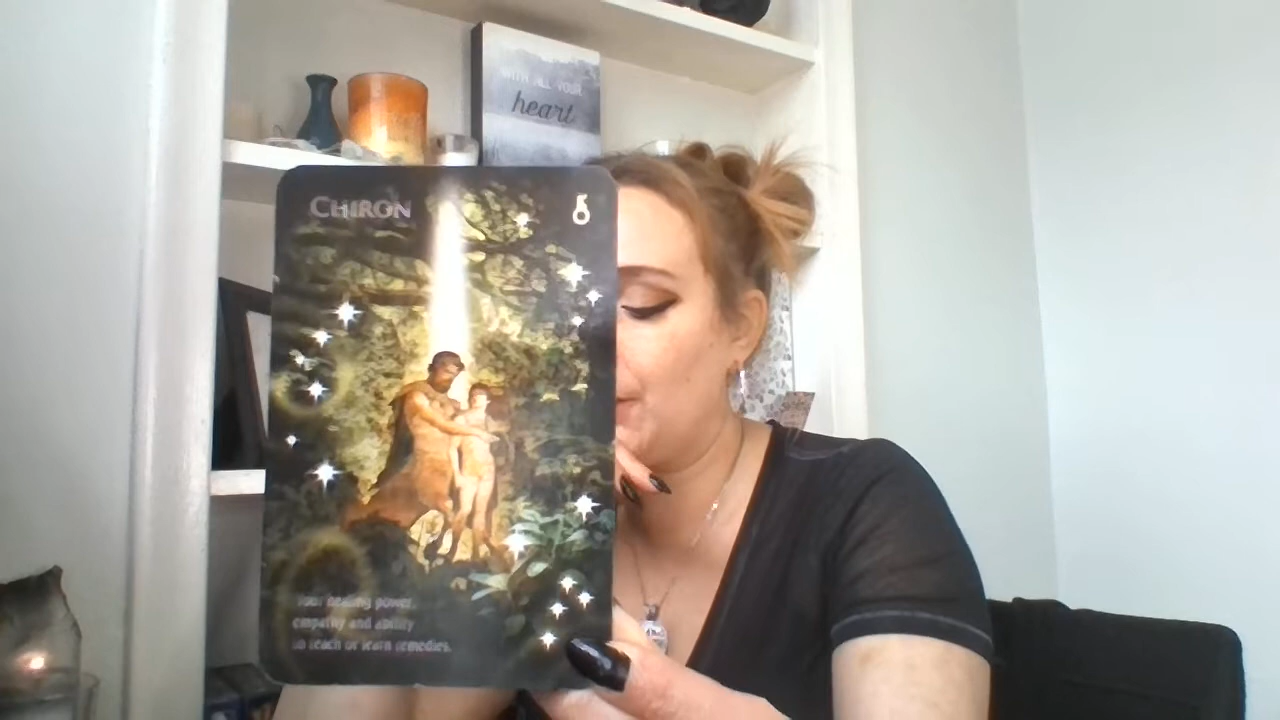 WITH ALL YOUR
heart
CHIRON
Your healing power,
empathy and ability
to teach or learn remedies.